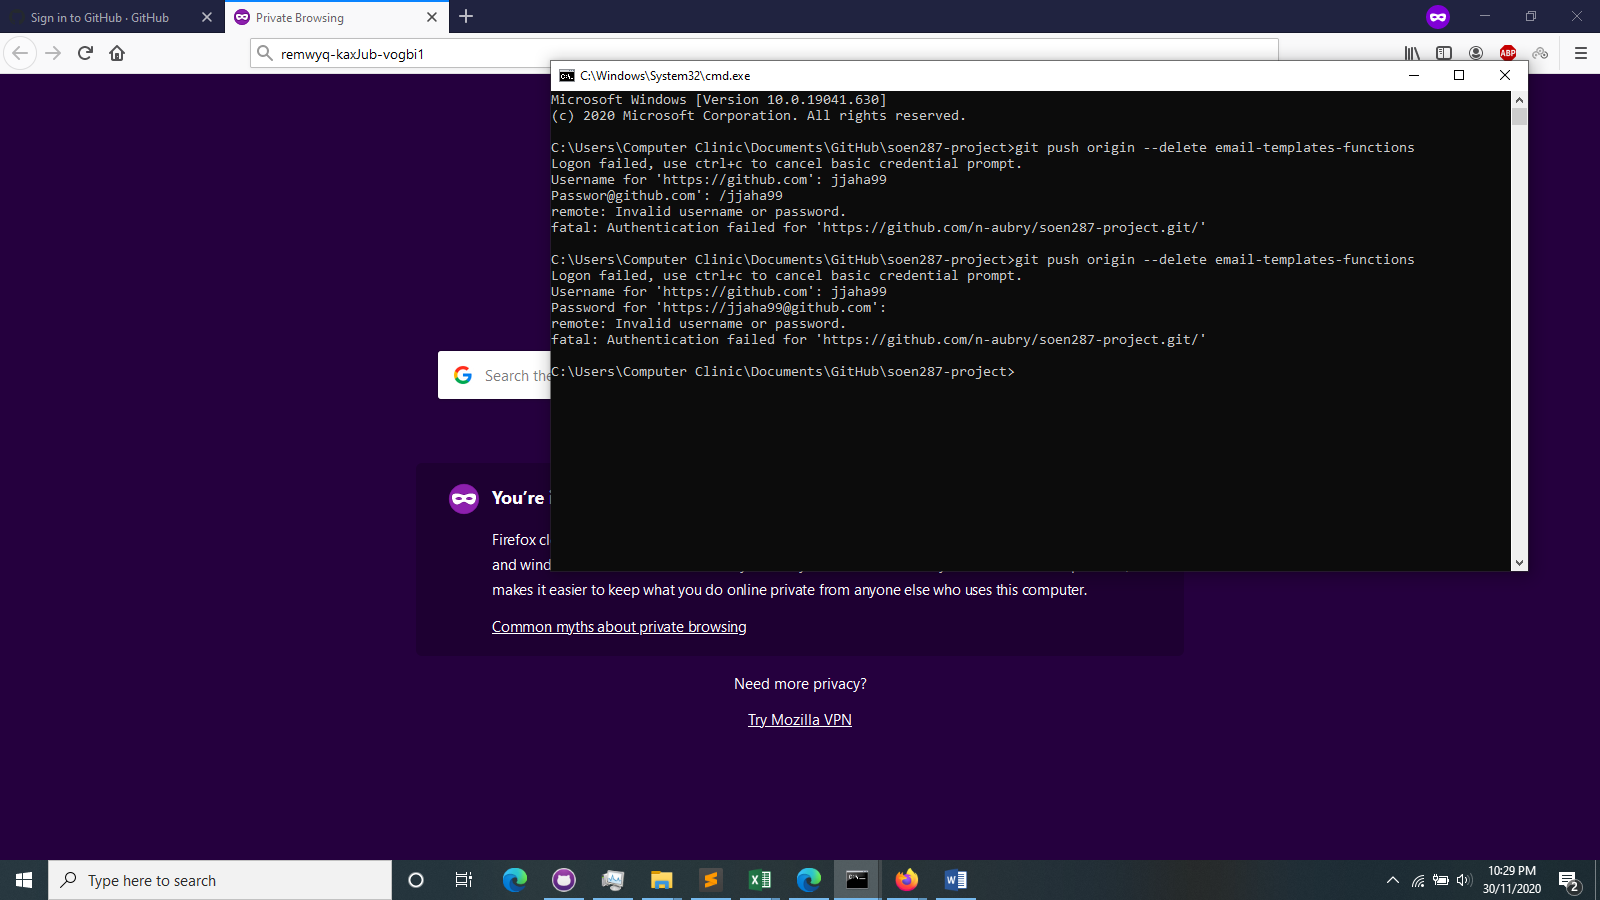 Sign in to GitHub · GitHub
Private Browsing
remwyq-kaxJub-vogbi1
ABP
C:\Windows\System32\cmd.exe
Microsoft Windows [Version 10.0.19041.630]
(c) 2020 Microsoft Corporation. All rights reserved.
C:\Users\Computer Clinic\Documents\GitHub\soen287-project>git push origin --delete email-templates-functions
Logon failed, use ctrl+c to cancel basic credential prompt.
Username for 'https://github.com': jjaha99
Passwor@github.com': /jjaha99
remote: Invalid username or password.
fatal: Authentication failed for 'https://github.com/n-aubry/soen287-project.git/'
C:\Users\Computer Clinic\Documents\GitHub\soen287-project>git push origin --delete email-templates-functions
Logon failed, use ctrl+c to cancel basic credential prompt.
Username for 'https://github.com': jjaha99
Password for 'https://jjaha99@github.com':
remote: Invalid username or password.
fatal: Authentication failed for 'https://github.com/n-aubry/soen287-project.git/'
C:\Users\Computer Clinic\Documents\GitHub\soen287-project>
Search the
You're
Firefox cl
and wind
makes it easier to keep what you do online private from anyone else who uses this computer.
Common myths about private browsing
Need more privacy?
Try Mozilla VPN
Type here to search
10:29 PM
30/11/2020
2